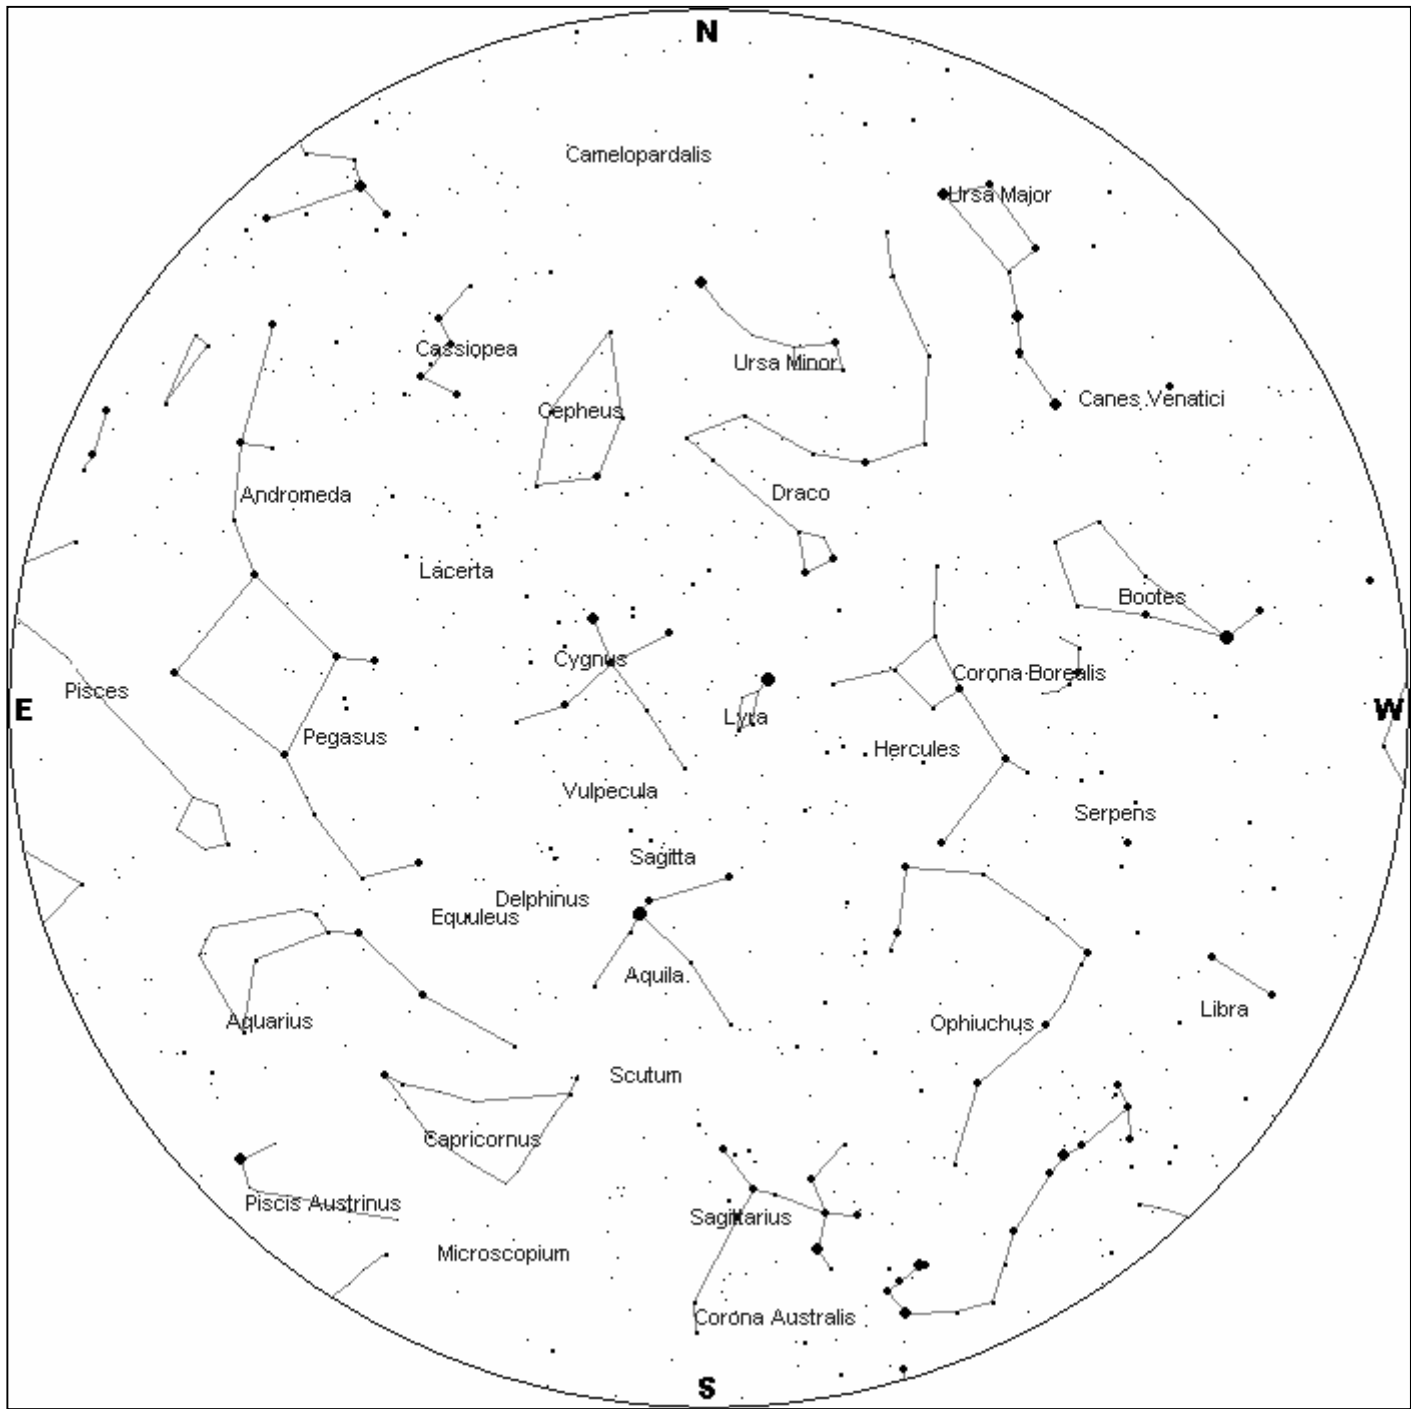 N
Camelopardalis
Ursa Major
Cassiopea
Ursa Minor
Canes Venatici
Cepheus
Andromeda
Draco
Lacerta
Bootes
Cygnus
Corona Borealis
Pisces
E
W
Lyra
Pegasus
Hercules
Vulpecula
Serpens
Sagitta
Delphinus
Equuleus
Aquila
Libra
Aquarius
Ophiuchus
Scutum
Capricornus
Piscis Austrinus
Sagittarius
Microscopium
Corona Australis
S